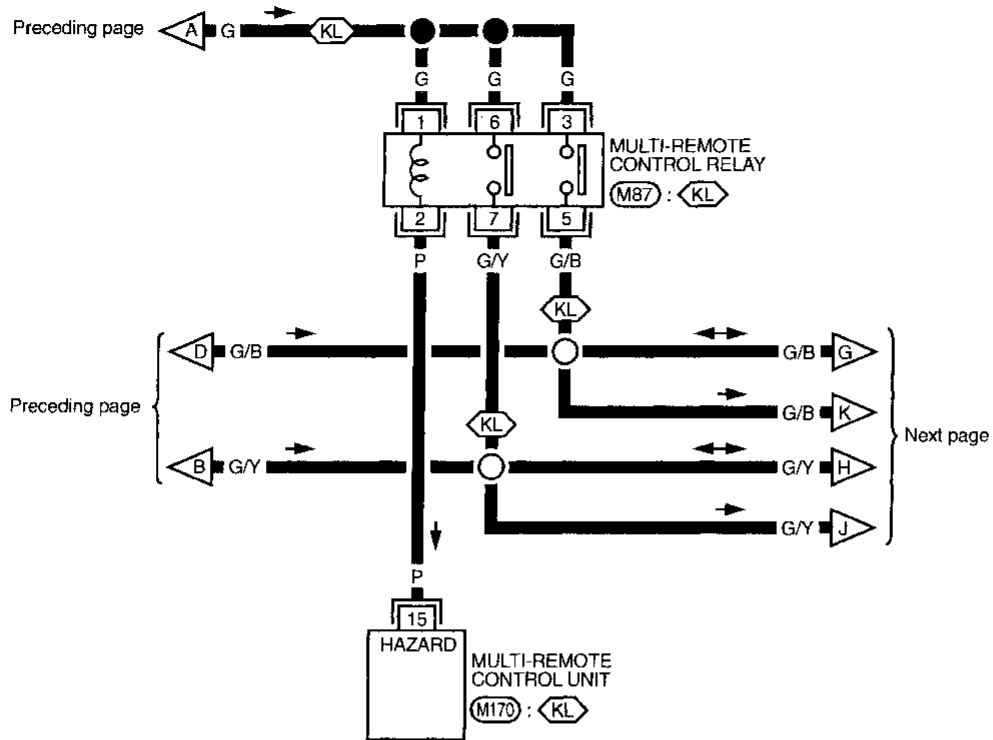 Preceding page A G KL
G G G
1 6 3
MULTI-REMOTE
CONTROL RELAY
M87 : KL
2 7 5
P G/Y G/B
KL
D G/B G/B G
G/B K
Preceding page
Next page
KL
B G/Y G/Y H
G/Y J
P
15
HAZARD
MULTI-REMOTE
CONTROL UNIT
M170 : KL